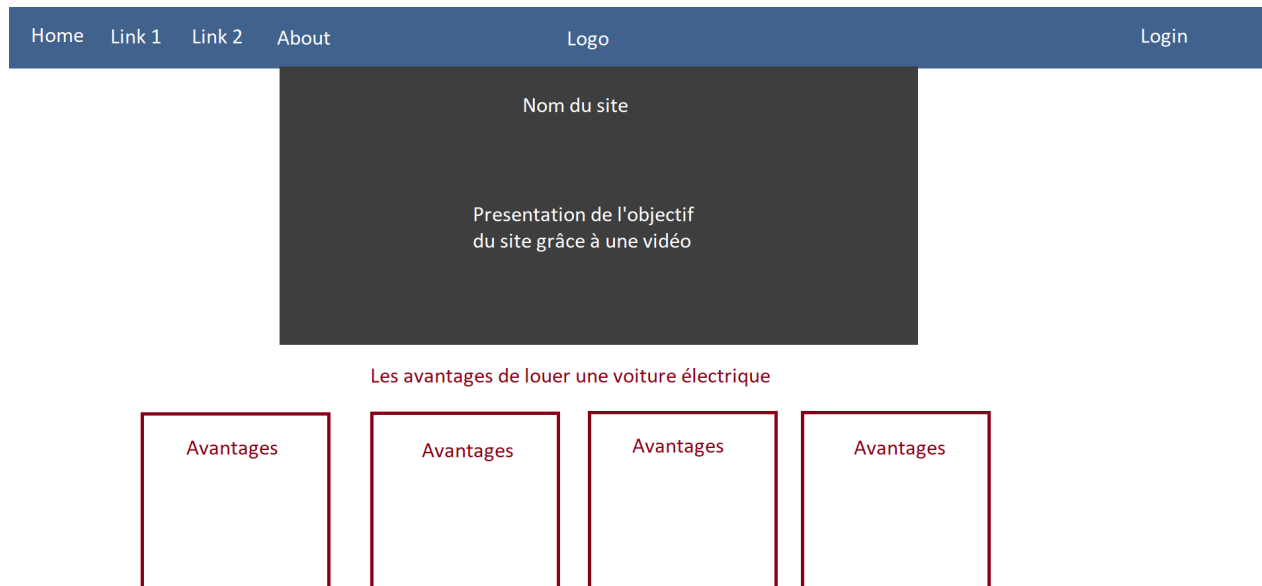 Home Link 1 Link 2 About Logo Login
Nom du site
Presentation de l'objectif
du site grâce à une vidéo
Les avantages de louer une voiture électrique
Avantages Avantages Avantages Avantages